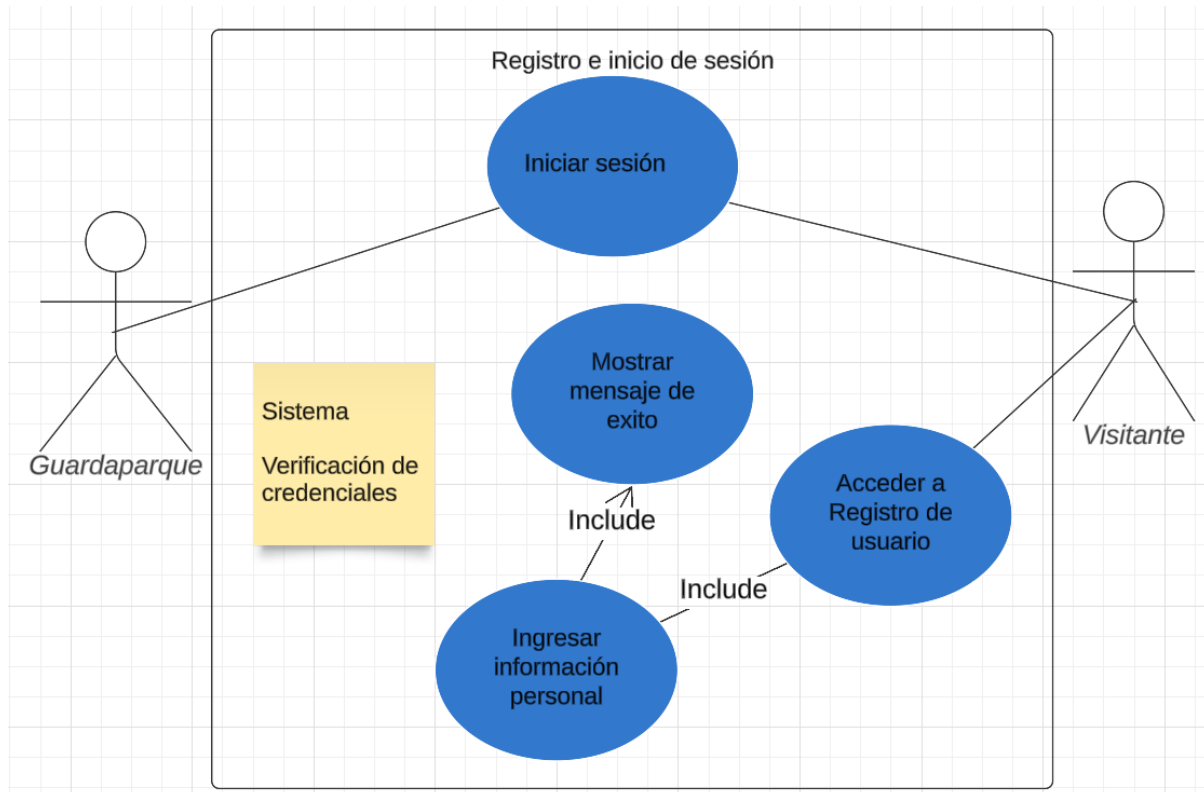 Registro e inicio de sesión
Iniciar sesión
Mostrar
mensaje de
exito
Sistema
Verificación de
credenciales
Guardaparque
Visitante
Acceder a
Registro de
usuario
Include
Include
Ingresar
información
personal